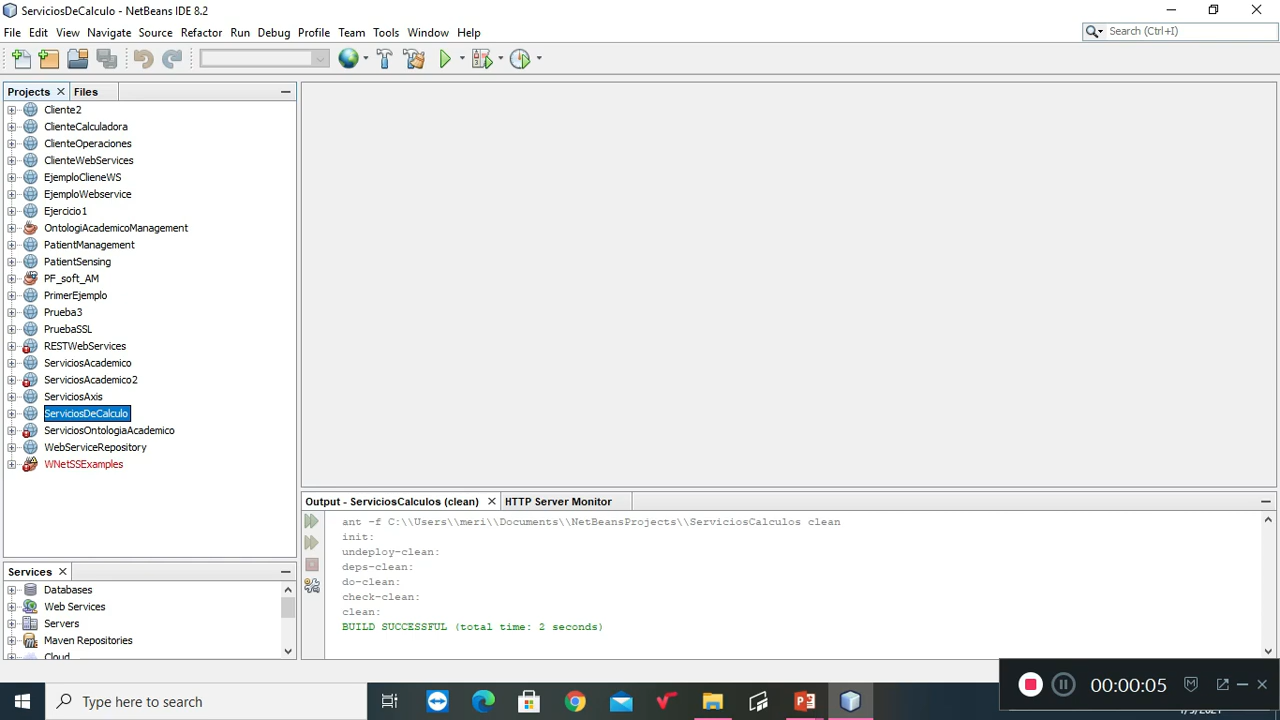 ServiciosDeCalculo - NetBeans IDE 8.2
File Edit View Navigate Source Refactor Run Debug Profile Team Tools Window Help
Search (Ctrl+I)
Projects
Files
Cliente2
ClienteCalculadora
ClienteOperaciones
ClienteWebServices
EjemploClieneWS
EjemploWebservice
Ejercicio1
OntologiAcademicoManagement
PatientManagement
PatientSensing
PF_soft_AM
PrimerEjemplo
Prueba3
PruebaSSL
RESTWebServices
ServiciosAcademico
ServiciosAcademico2
ServiciosAxis
ServiciosDeCalculo
ServiciosOntologiaAcademico
WebServiceRepository
WNetSSExamples
Services
Databases
Web Services
Servers
Maven Repositories
Cloud
Output - ServiciosCalculos (clean)
HTTP Server Monitor
ant -f C:\\Users\\meri\\Documents\\NetBeansProjects\\ServiciosCalculos clean
init:
undeploy-clean:
deps-clean:
do-clean:
check-clean:
clean:
BUILD SUCCESSFUL (total time: 2 seconds)
Type here to search
00:00:05